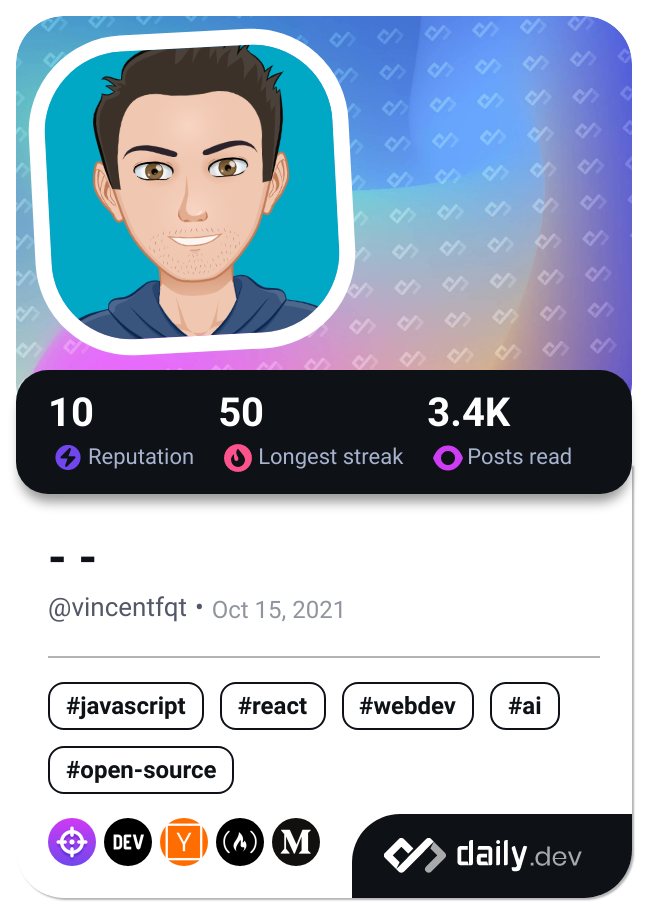 10 50 3.4K
Reputation Longest streak Posts read
- -
@vincentfqt • Oct 15, 2021
#javascript #react #webdev #ai
#open-source
DEV Y M
daily.dev